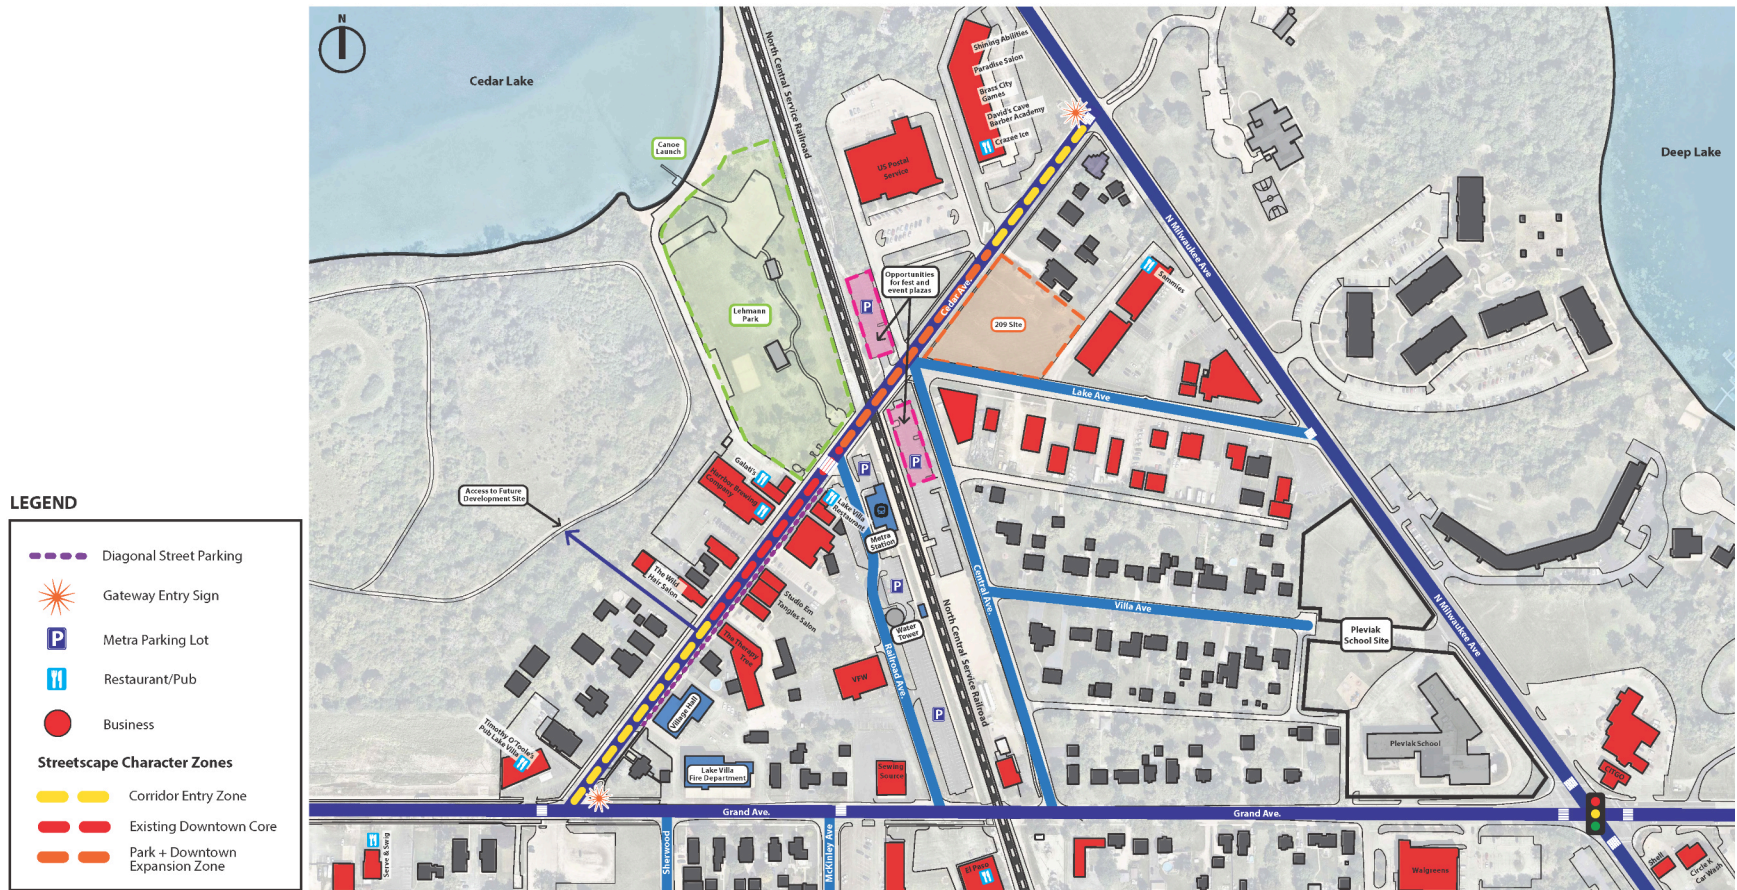 N
Cedar Lake
Deep Lake
North Central Service Railroad
Shining Abilities
Paradise Salon
Brass City
Games
David's Cave
Barber Academy
Crazee Ice
US Postal
Service
Canoe
Launch
N Milwaukee Ave
Opportunities
for fest and
event plazas
Sammies
Cedar Ave.
Lehmann
Park
P
209 Site
Lake Ave
Galati's
Harbor Brewing
Company
P
P
Lake Villa
Restaurant
Access to Future
Development Site
Metra
Station
The Wild
Hair Salon
Studio Em
Tangles Salon
P
Central Ave.
Villa Ave
N Milwaukee Ave
Water
Tower
North Central Service Railroad
Pleviak
School Site
The Therapy
Tree
VFW
Railroad Ave.
Village Hall
P
Timothy O'Toole's
Pub Lake Villa
Pleviak School
Lake Villa
Fire Department
Sewing
Source
CITGO
Grand Ave.
Grand Ave.
Serve & Swig
Sherwood
McKinley Ave
El Paso
Walgreens
Shell
Circle K
Car Wash
LEGEND
Diagonal Street Parking
Gateway Entry Sign
P
Metra Parking Lot
Restaurant/Pub
Business
Streetscape Character Zones
Corridor Entry Zone
Existing Downtown Core
Park + Downtown
Expansion Zone